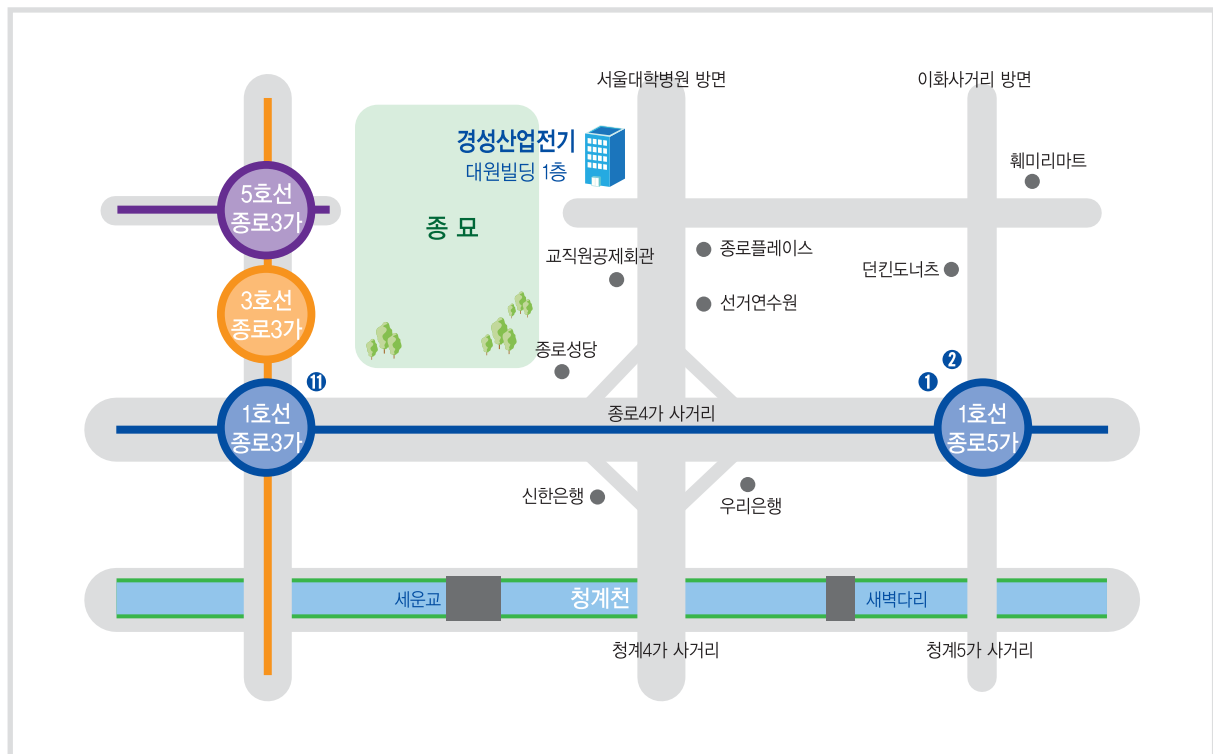 서울대학병원 방면
이화사거리 방면
경성산업전기
대원빌딩 1층
훼미리마트
5호선
종로3가
종 묘
교직원공제회관
종로플레이스
던킨도너츠
3호선
종로3가
선거연수원
종로성당
11
1
2
1호선
종로3가
종로4가 사거리
1호선
종로5가
신한은행
우리은행
세운교
청계천
새벽다리
청계4가 사거리
청계5가 사거리